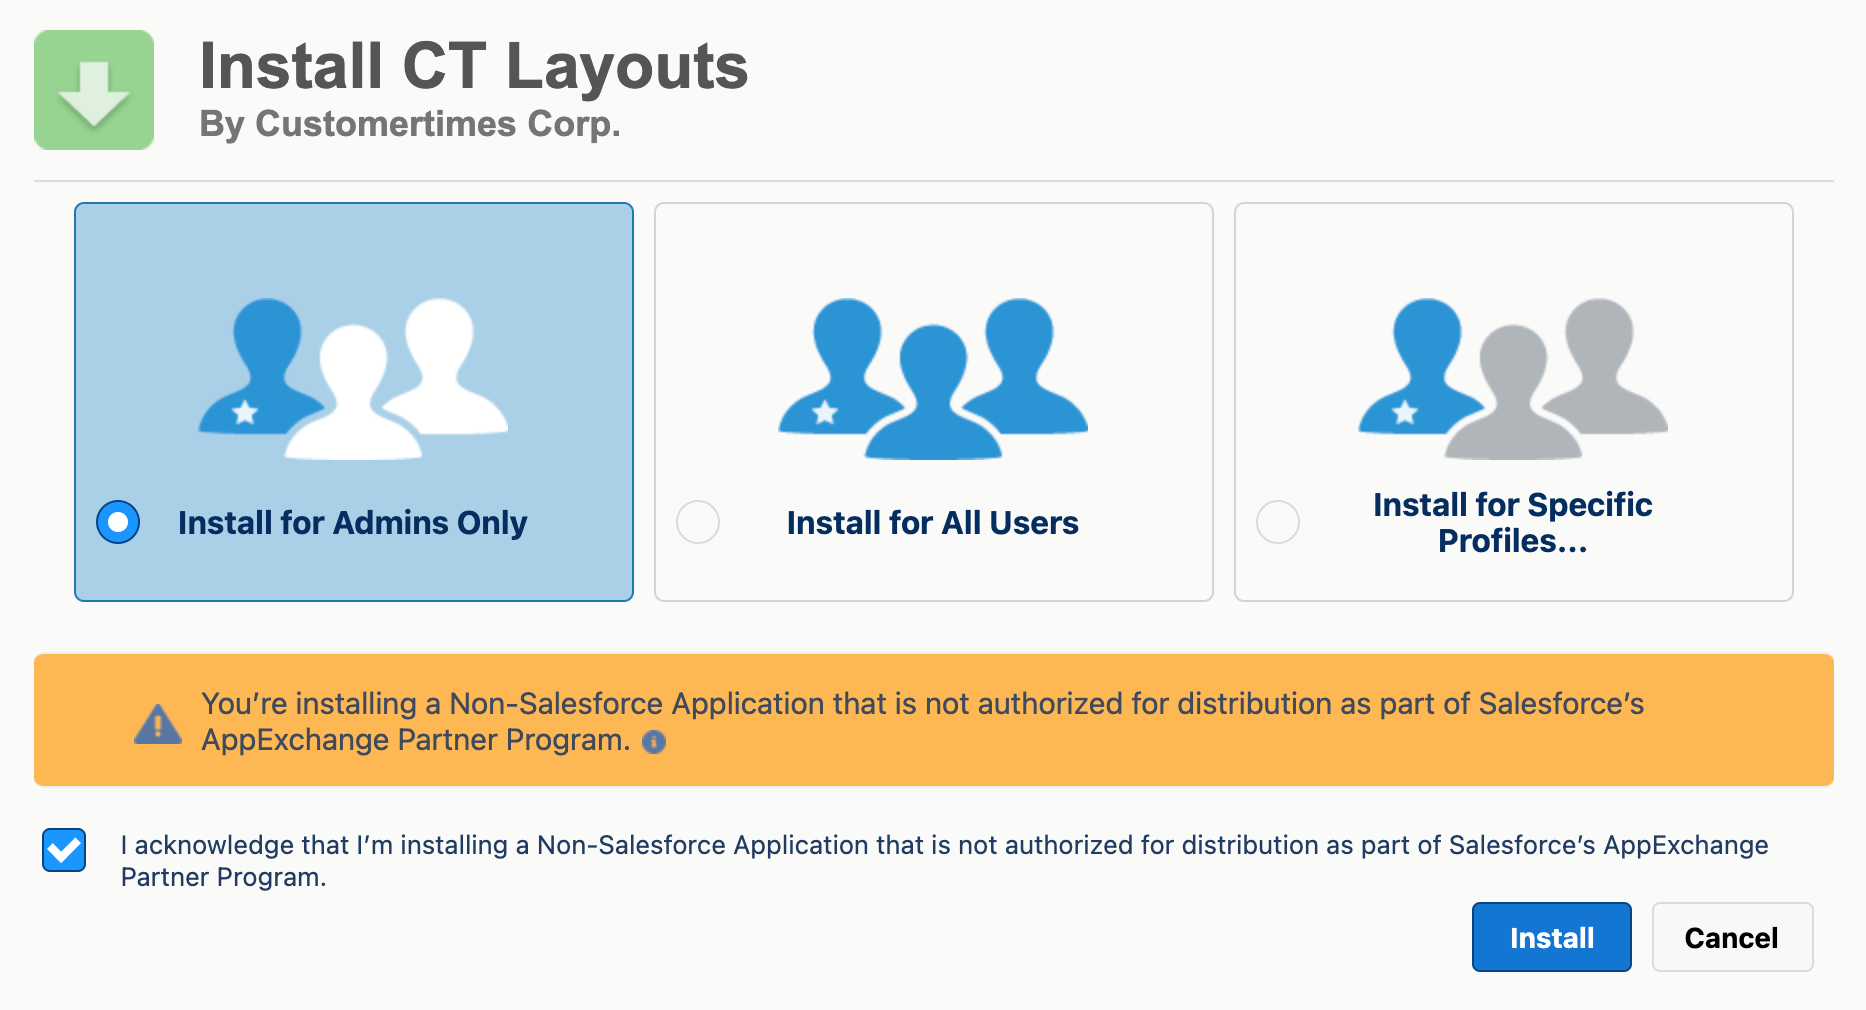 Install CT Layouts
By Customertimes Corp.
Install for Admins Only
Install for All Users
Install for Specific
Profiles...
You’re installing a Non-Salesforce Application that is not authorized for distribution as part of Salesforce’s
AppExchange Partner Program.
I acknowledge that I’m installing a Non-Salesforce Application that is not authorized for distribution as part of Salesforce’s AppExchange
Partner Program.
Install
Cancel